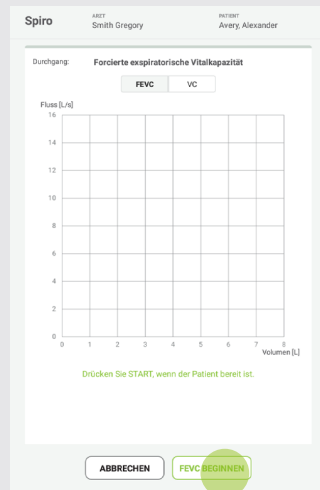 Spiro
ARZT
Smith Gregory
PATIENT
Avery, Alexander
Durchgang: Forcierte exspiratorische Vitalkapazität
FEVC VC
Fluss [L/s]
16
14
12
10
8
6
4
2
0
0 1 2 3 4 5 6 7 8
Volumen [L]
Drücken Sie START, wenn der Patient bereit ist.
ABBRECHEN FEVC BEGINNEN